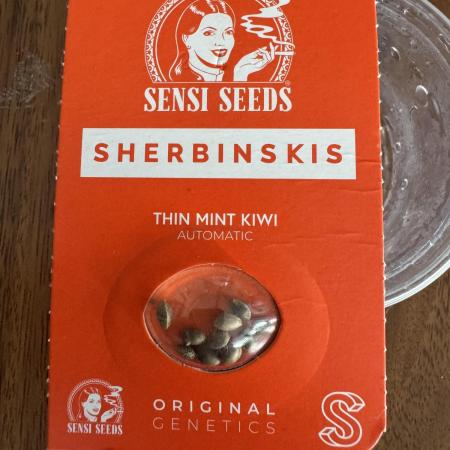 SENSI SEEDS
SHERBINSKIS
THIN MINT KIWI
AUTOMATIC
SENSI SEEDS
ORIGINAL
GENETICS
S